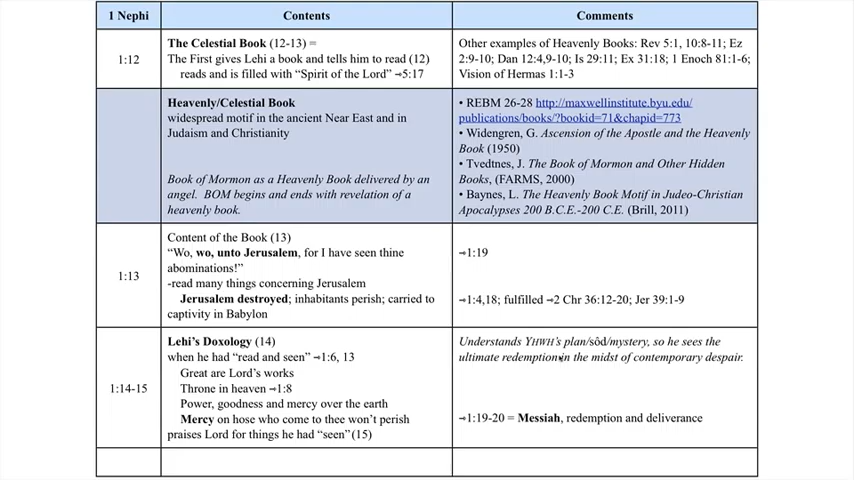 1 Nephi
Contents
Comments
1:12
The Celestial Book (12-13) =
The First gives Lehi a book and tells him to read (12)
reads and is filled with “Spirit of the Lord” →5:17
Other examples of Heavenly Books: Rev 5:1, 10:8-11; Ez
2:9-10; Dan 12:4,9-10; Is 29:11; Ex 31:18; 1 Enoch 81:1-6;
Vision of Hermas 1:1-3
Heavenly/Celestial Book
widespread motif in the ancient Near East and in
Judaism and Christianity
Book of Mormon as a Heavenly Book delivered by an
angel. BOM begins and ends with revelation of a
heavenly book.
• REBM 26-28 http://maxwellinstitute.byu.edu/
publications/books/?bookid=71&chapid=773
• Widengren, G. Ascension of the Apostle and the Heavenly
Book (1950)
• Tvedtnes, J. The Book of Mormon and Other Hidden
Books, (FARMS, 2000)
• Baynes, L. The Heavenly Book Motif in Judeo-Christian
Apocalypses 200 B.C.E.-200 C.E. (Brill, 2011)
1:13
Content of the Book (13)
“Wo, wo, unto Jerusalem, for I have seen thine
abominations!”
-read many things concerning Jerusalem
Jerusalem destroyed; inhabitants perish; carried to
captivity in Babylon
→1:19
→1:4,18; fulfilled →2 Chr 36:12-20; Jer 39:1-9
1:14-15
Lehi’s Doxology (14)
when he had “read and seen” →1:6, 13
Great are Lord’s works
Throne in heaven →1:8
Power, goodness and mercy over the earth
Mercy on hose who come to thee won’t perish
praises Lord for things he had “seen” (15)
Understands YHWH’s plan/sôd/mystery, so he sees the
ultimate redemption in the midst of contemporary despair.
→1:19-20 = Messiah, redemption and deliverance